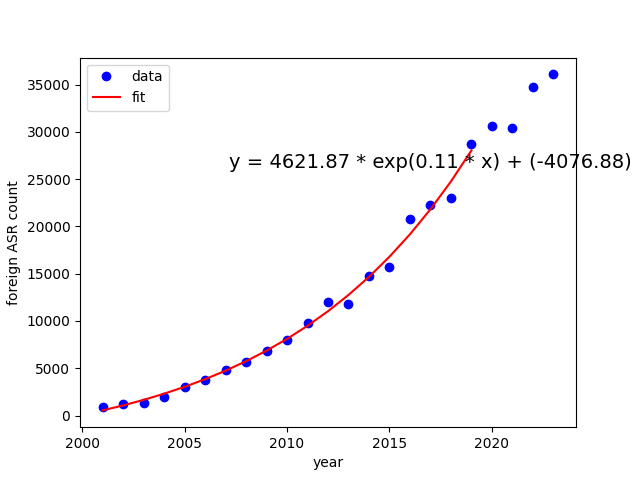 data
fit
y = 4621.87 * exp(0.11 * x) + (-4076.88)
foreign ASR count
35000
30000
25000
20000
15000
10000
5000
0
2000 2005 2010 2015 2020
year